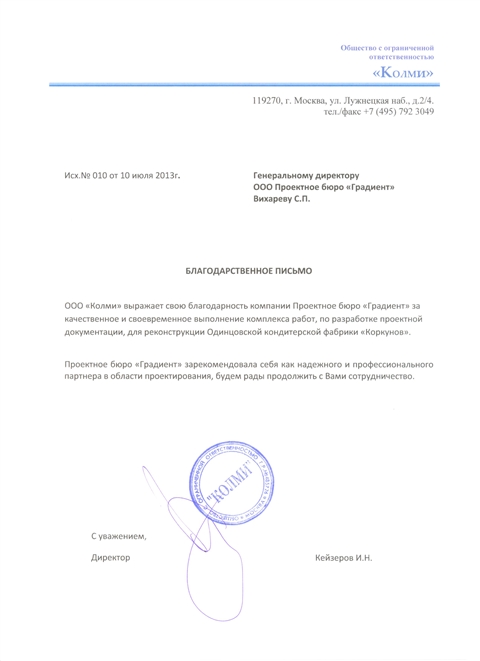 Общество с ограниченной
ответственностью
«Колми»
119270, г. Москва, ул. Лужнецкая наб., д.2/4.
тел./факс +7 (495) 792 3049
Исх.№ 010 от 10 июля 2013г.
Генеральному директору
ООО Проектное бюро «Градиент»
Вихареву С.П.
БЛАГОДАРСТВЕННОЕ ПИСЬМО
ООО «Колми» выражает свою благодарность компании Проектное бюро «Градиент» за
качественное и своевременное выполнение комплекса работ, по разработке проектной
документации, для реконструкции Одинцовской кондитерской фабрики «Коркунов».
Проектное бюро «Градиент» зарекомендовала себя как надежного и профессионального
партнера в области проектирования, будем рады продолжить с Вами сотрудничество.
"КОЛМИ"
С уважением,
Директор
Кейзеров И.Н.